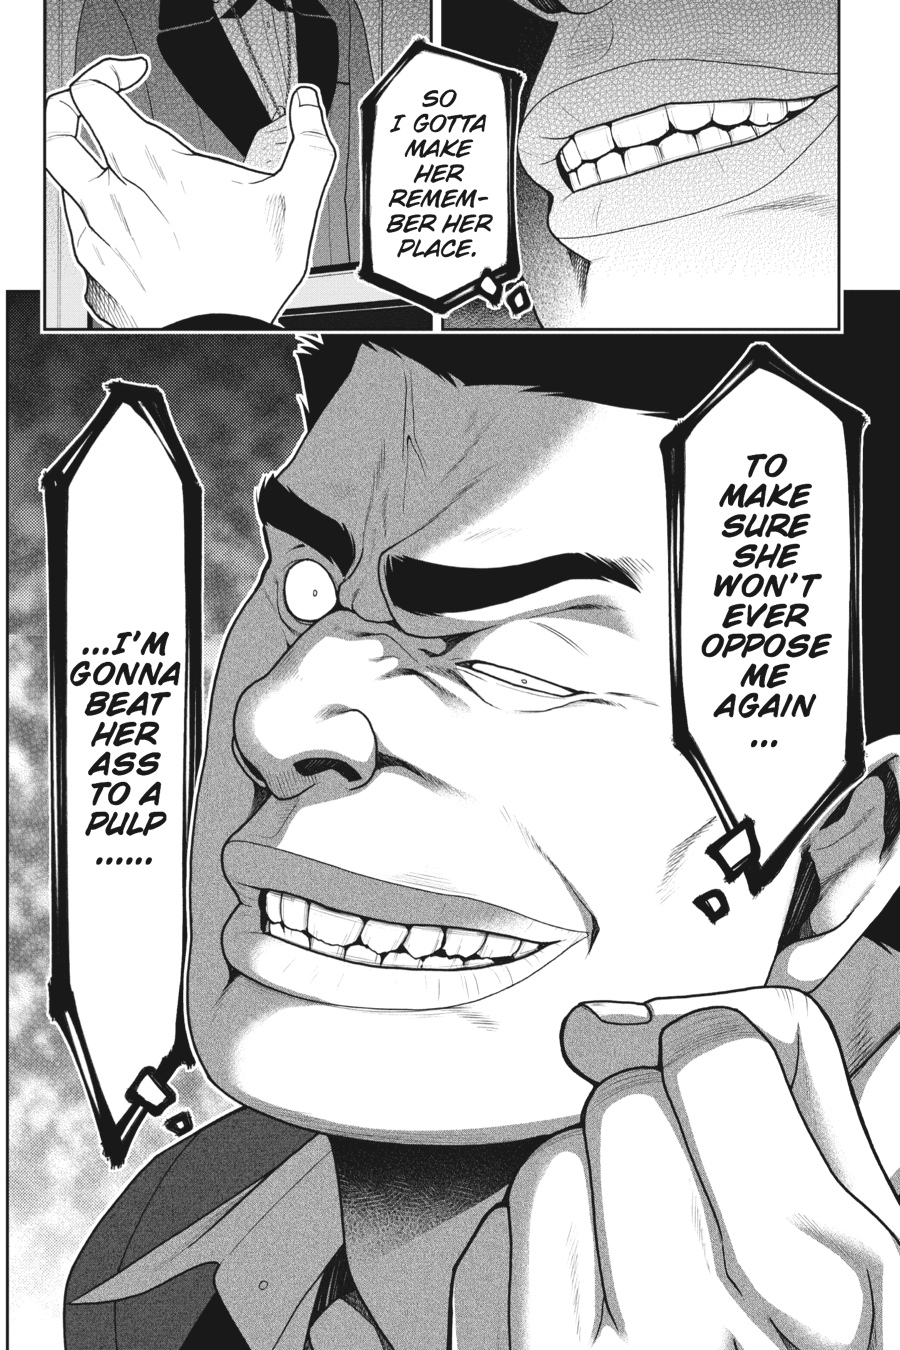 SO
I GOTTA
MAKE
HER
REMEM-
BER HER
PLACE.
TO
MAKE
SURE
SHE
WON'T
EVER
OPPOSE
ME
AGAIN
...
...I'M
GONNA
BEAT
HER
ASS
TO A
PULP
......